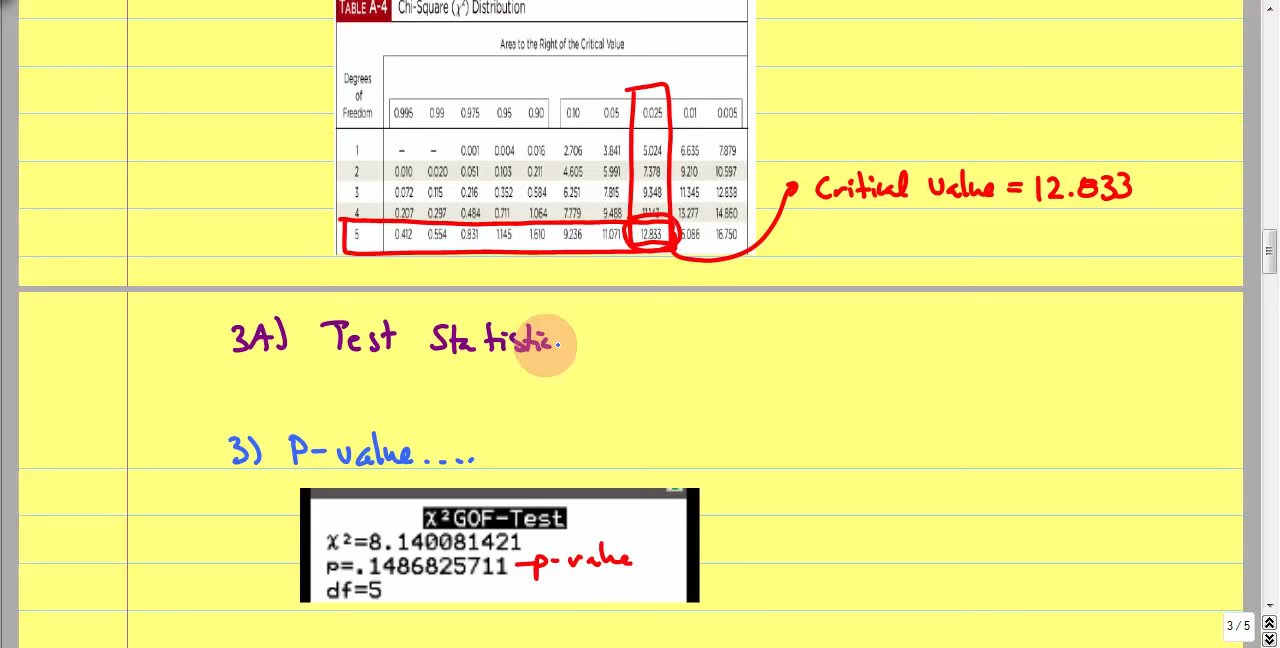 TABLE A-4 Chi-Square (χ²) Distribution
Area to the Right of the Critical Value
Degrees
of
Freedom 0.995 0.99 0.975 0.95 0.90 0.10 0.05 0.025 0.01 0.005
1 – – 0.001 0.004 0.016 2.706 3.841 5.024 6.635 7.879
2 0.010 0.020 0.051 0.103 0.211 4.605 5.991 7.378 9.210 10.597
3 0.072 0.115 0.216 0.352 0.584 6.251 7.815 9.348 11.345 12.838
4 0.207 0.297 0.484 0.711 1.064 7.779 9.488 13.277 14.860
5 0.412 0.554 0.831 1.145 1.610 9.236 11.071 12.833 16.750
Critical value = 12.833
3A) Test Statistic
3) P-value....
χ²GOF-Test
χ²=8.140081421
p=.1486825711 p-value
df=5
3 / 5